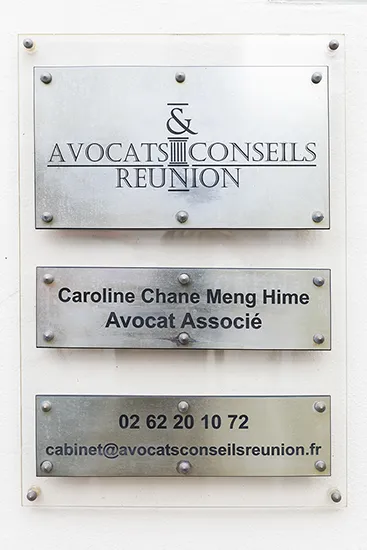 &
AVOCATS CONSEILS
REUNION
Caroline Chane Meng Hime
Avocat Associé
02 62 20 10 72
cabinet@avocatsconseilsreunion.fr